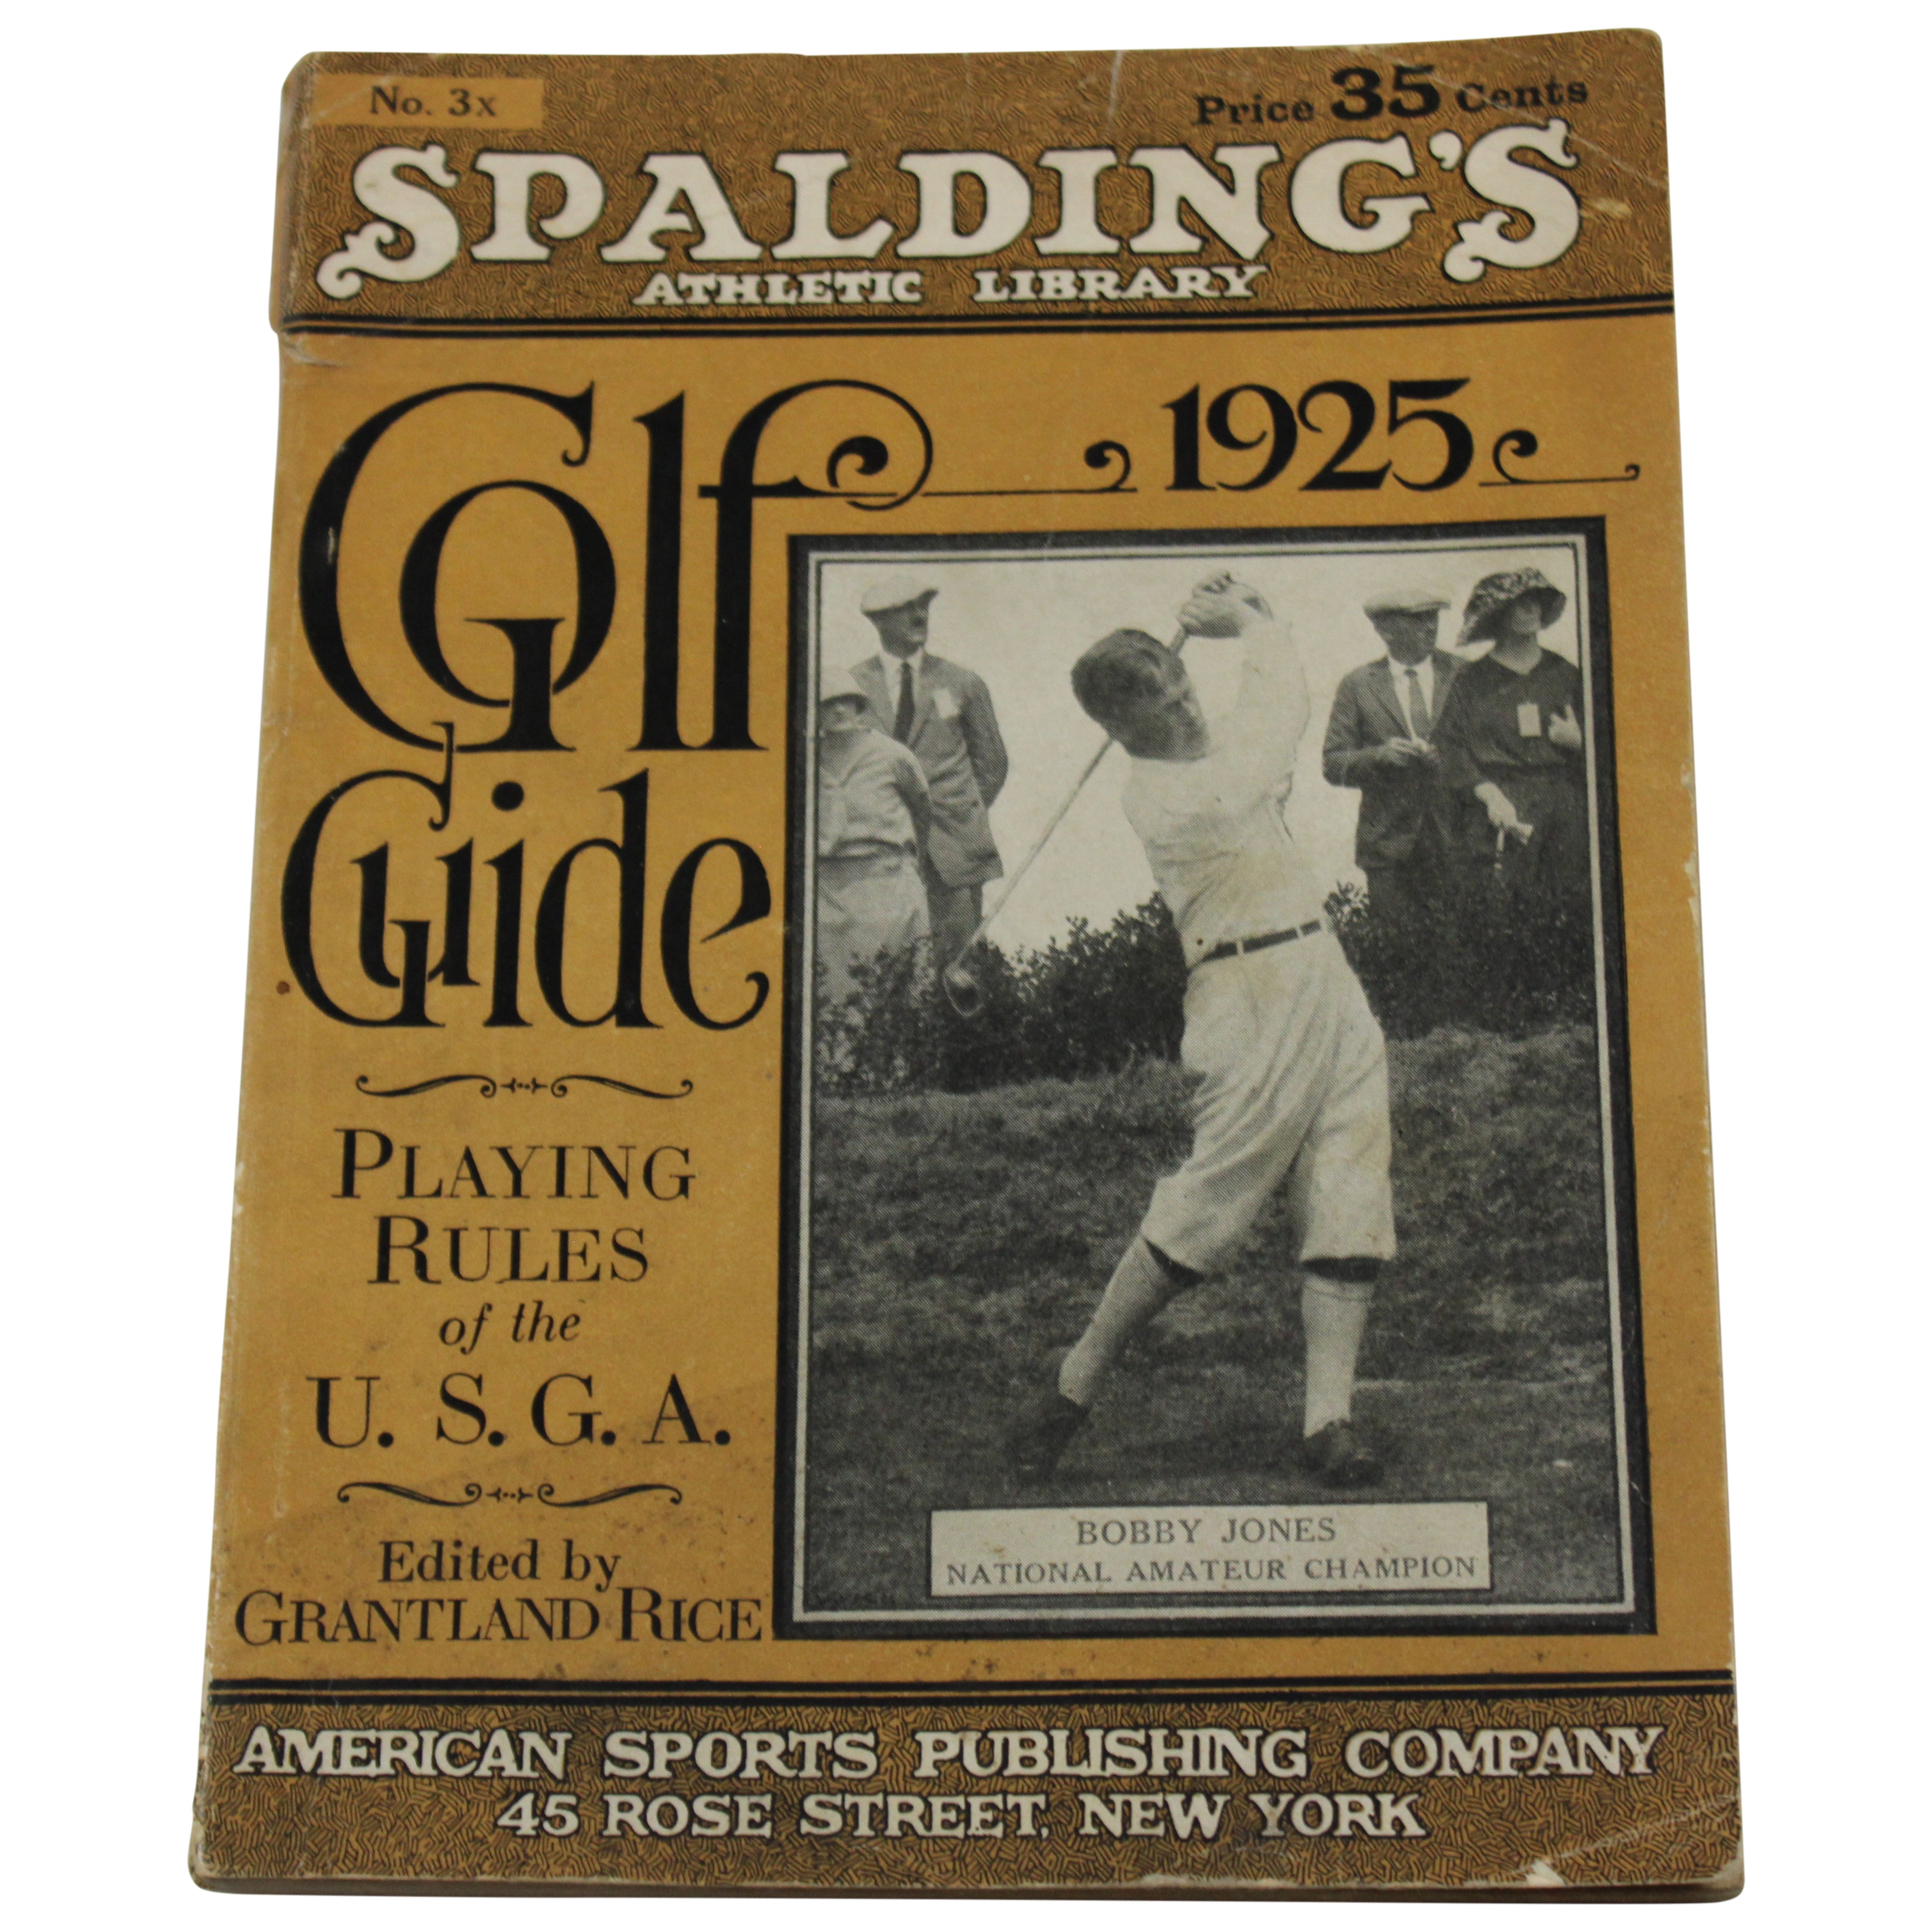 No. 3x
Price 35 Cents
SPALDING'S
ATHLETIC LIBRARY
Golf 1925
Guide
PLAYING
RULES
of the
U. S. G. A.
Edited by
GRANTLAND RICE
BOBBY JONES
NATIONAL AMATEUR CHAMPION
AMERICAN SPORTS PUBLISHING COMPANY
45 ROSE STREET, NEW YORK